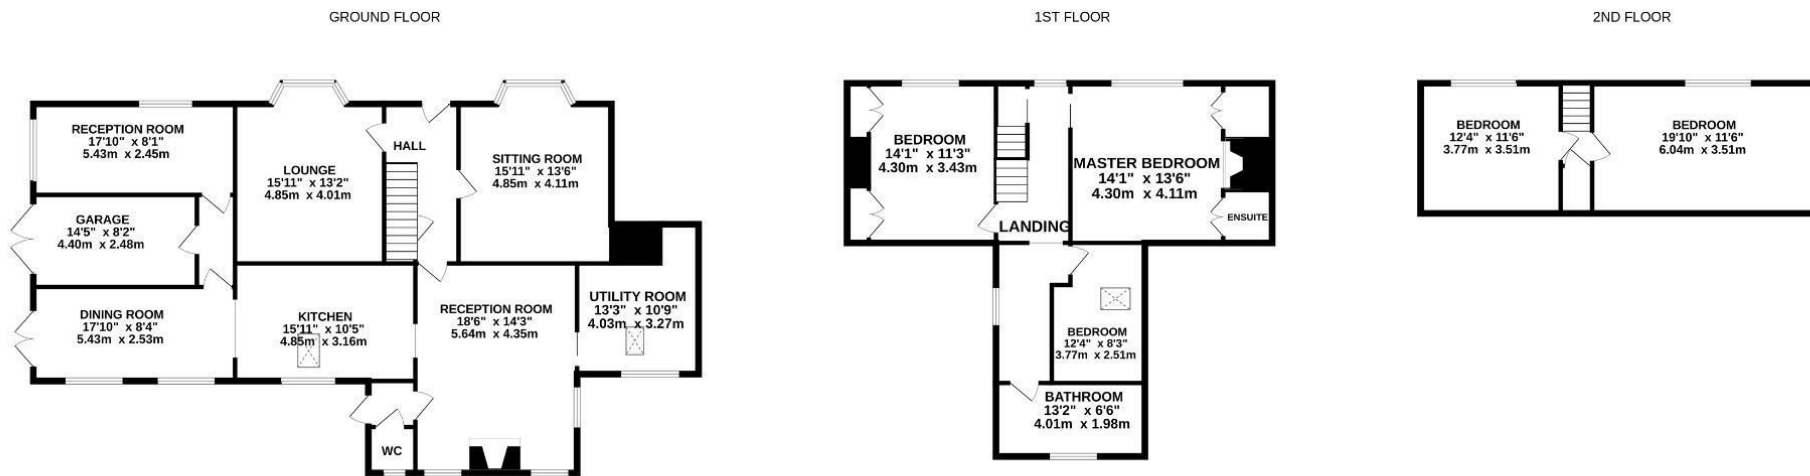 GROUND FLOOR
RECEPTION ROOM
17'10" x 8'1"
5.43m x 2.45m
LOUNGE
15'11" x 13'2"
4.85m x 4.01m
HALL
SITTING ROOM
15'11" x 13'6"
4.85m x 4.11m
GARAGE
14'5" x 8'2"
4.40m x 2.48m
DINING ROOM
17'10" x 8'4"
5.43m x 2.53m
KITCHEN
15'11" x 10'5"
4.85m x 3.16m
RECEPTION ROOM
18'6" x 14'3"
5.64m x 4.35m
UTILITY ROOM
13'3" x 10'9"
4.03m x 3.27m
WC
1ST FLOOR
BEDROOM
14'1" x 11'3"
4.30m x 3.43m
MASTER BEDROOM
14'1" x 13'6"
4.30m x 4.11m
ENSUITE
LANDING
BEDROOM
12'4" x 8'3"
3.77m x 2.51m
BATHROOM
13'2" x 6'6"
4.01m x 1.98m
2ND FLOOR
BEDROOM
12'4" x 11'6"
3.77m x 3.51m
BEDROOM
19'10" x 11'6"
6.04m x 3.51m